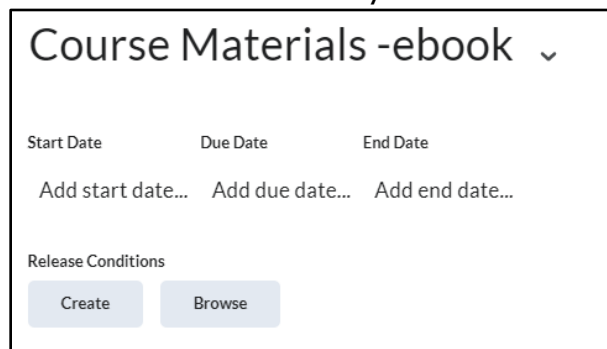 Course Materials -ebook
Start Date Due Date End Date
Add start date... Add due date... Add end date...
Release Conditions
Create Browse